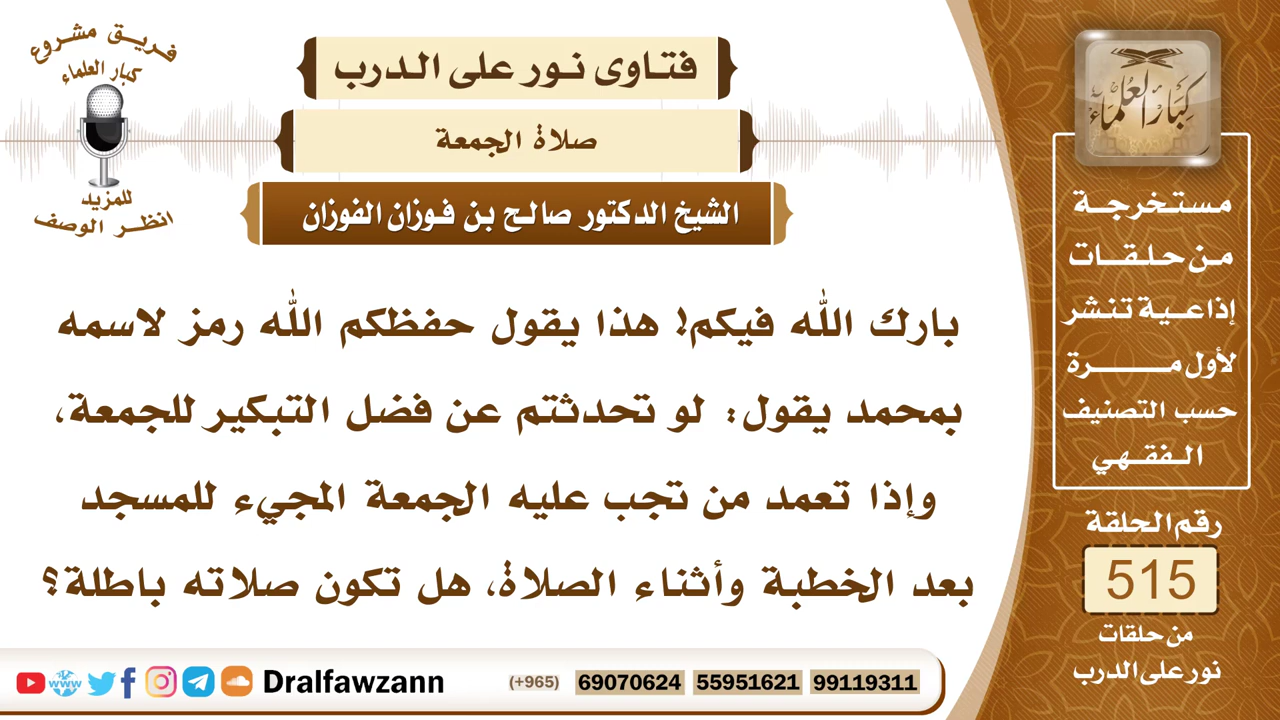 فريق مشروع
كبار العلماء
للمزيد
انظر الوصف
فتاوى نور على الدرب
صلاة الجمعة
الشيخ الدكتور صالح بن فوزان الفوزان
بارك الله فيكم! هذا يقول حفظكم الله رمز لاسمه
بمحمد يقول: لو تحدثتم عن فضل التبكير للجمعة،
وإذا تعمد من تجب عليه الجمعة المجيء للمسجد
بعد الخطبة وأثناء الصلاة، هل تكون صلاته باطلة؟
كبار العلماء
مستخرجة
من حلقات
إذاعية تنشر
لأول مرة
حسب التصنيف
الفقهي
رقم الحلقة
515
من حلقات
نور على الدرب
www
Dralfawzann
(+965) 69070624 55951621 99119311